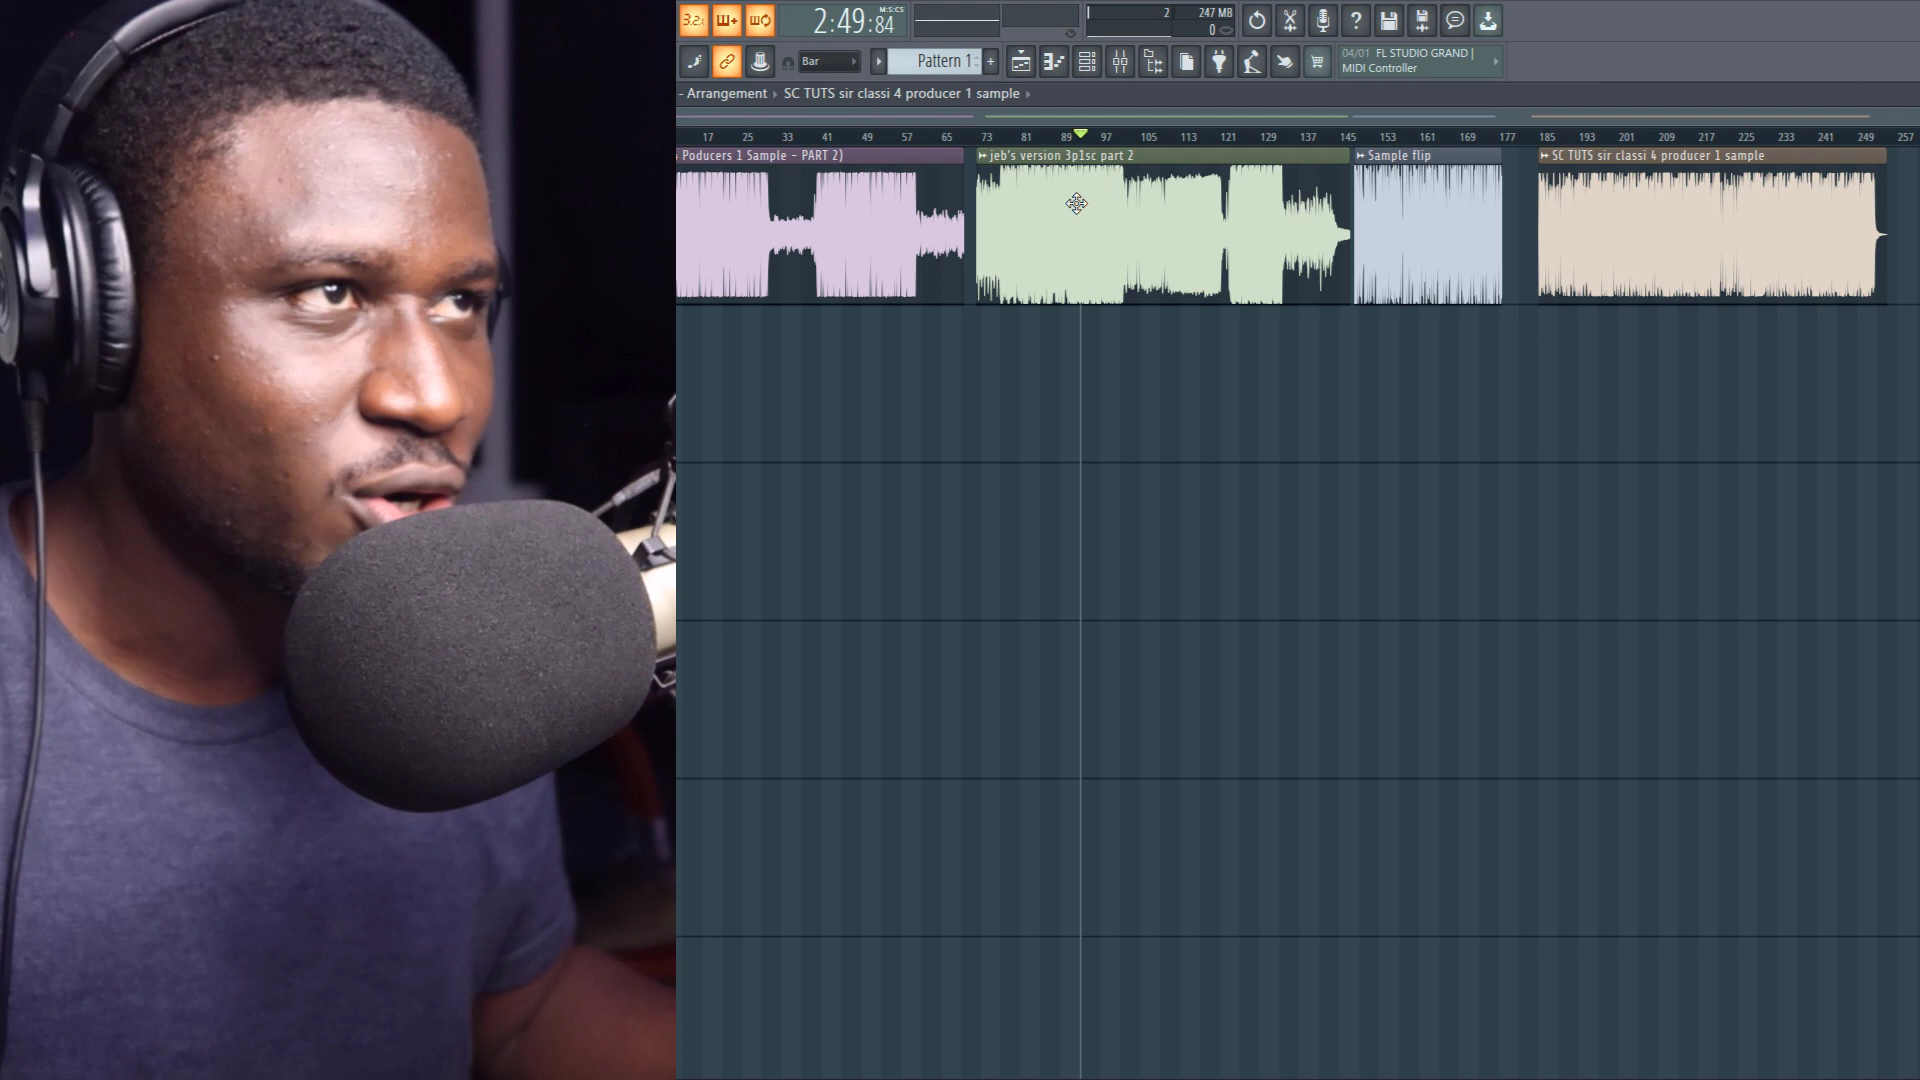 3.2.:
M:S:CS
2:49:84
2
247 MB
0
?
Bar
Pattern 1
+
04/01 FL STUDIO GRAND |
MIDI Controller
- Arrangement SC TUTS sir classi 4 producer 1 sample
17 25 33 41 49 57 65 73 81 89 97 105 113 121 129 137 145 153 161 169 177 185 193 201 209 217 225 233 241 249 257
Poducers 1 Sample - PART 2)
jeb's version 3p1sc part 2
Sample flip
SC TUTS sir classi 4 producer 1 sample